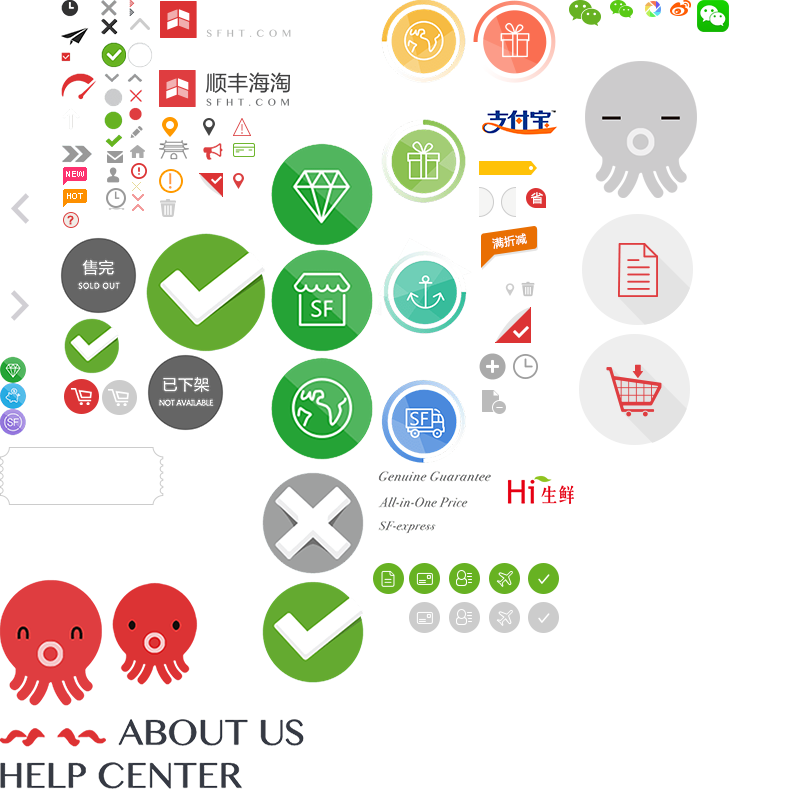 SFHT.COM
顺丰海淘
SFHT.COM
支付宝
NEW
HOT
省
满折减
售完
SOLD OUT
SF
已下架
NOT AVAILABLE
SF
SF
Genuine Guarantee
All-in-One Price
SF-express
Hi生鲜
ABOUT US
HELP CENTER